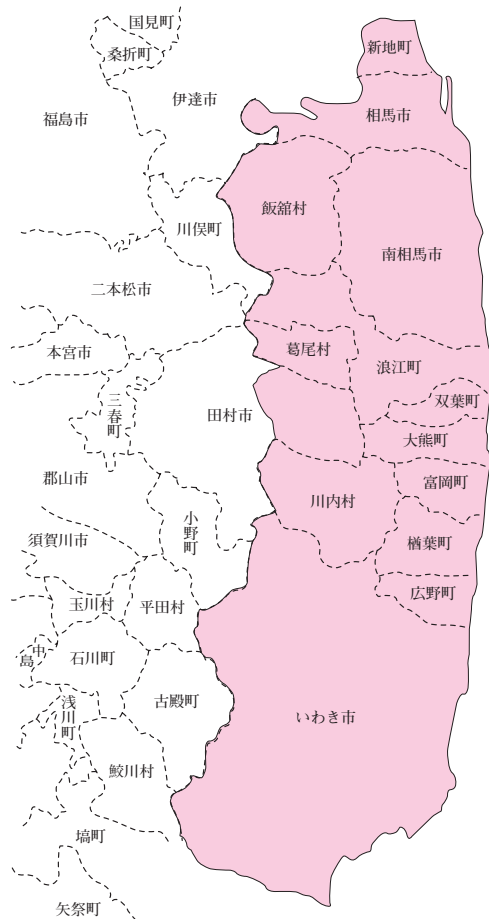 国見町
桑折町
新地町
伊達市
福島市
相馬市
飯舘村
川俣町
南相馬市
二本松市
本宮市
葛尾村
浪江町
三春町
双葉町
田村市
大熊町
郡山市
富岡町
川内村
小野町
須賀川市
楢葉町
広野町
玉川村
平田村
中島
石川町
古殿町
浅川町
いわき市
鮫川村
塙町
矢祭町